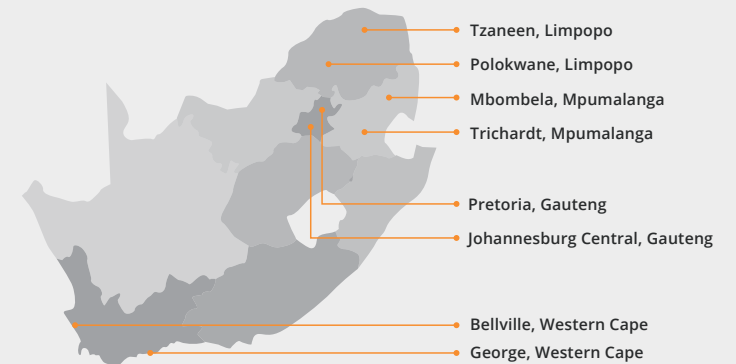 Tzaneen, Limpopo
Polokwane, Limpopo
Mbombela, Mpumalanga
Trichardt, Mpumalanga
Pretoria, Gauteng
Johannesburg Central, Gauteng
Bellville, Western Cape
George, Western Cape